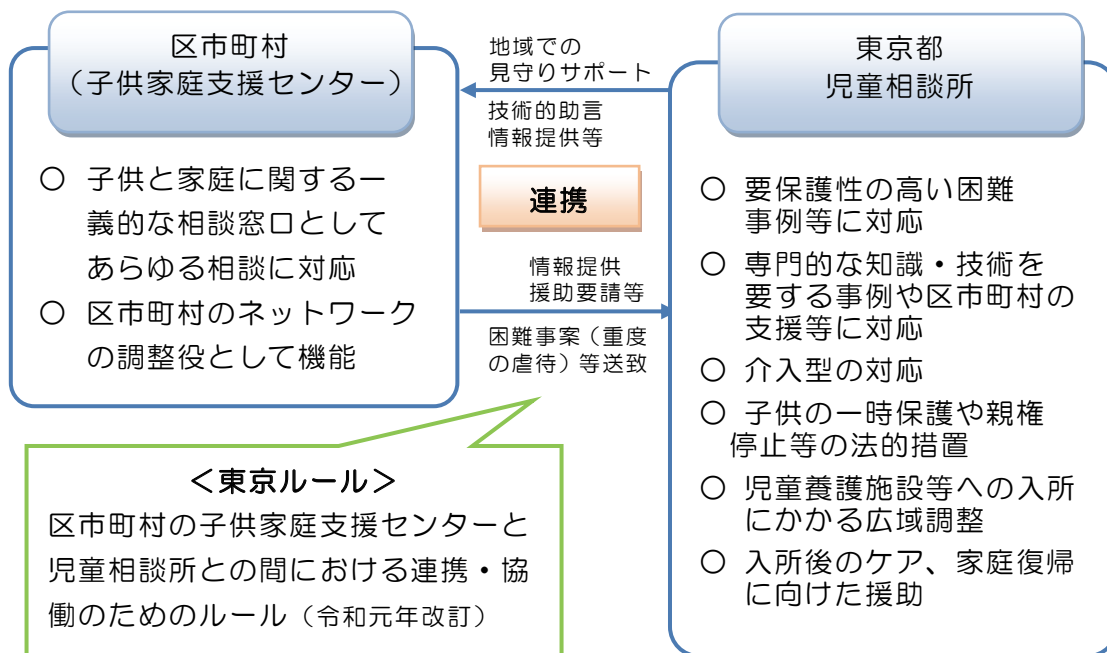 区市町村
（子供家庭支援センター）
○ 子供と家庭に関する一
義的な相談窓口として
あらゆる相談に対応
○ 区市町村のネットワーク
の調整役として機能
地域での
見守りサポート
技術的助言
情報提供等
連携
情報提供
援助要請等
困難事案（重度
の虐待）等送致
東京都
児童相談所
○ 要保護性の高い困難
事例等に対応
○ 専門的な知識・技術を
要する事例や区市町村の
支援等に対応
○ 介入型の対応
○ 子供の一時保護や親権
停止等の法的措置
○ 児童養護施設等への入所
にかかる広域調整
○ 入所後のケア、家庭復帰
に向けた援助
＜東京ルール＞
区市町村の子供家庭支援センターと
児童相談所との間における連携・協
働のためのルール（令和元年改訂）